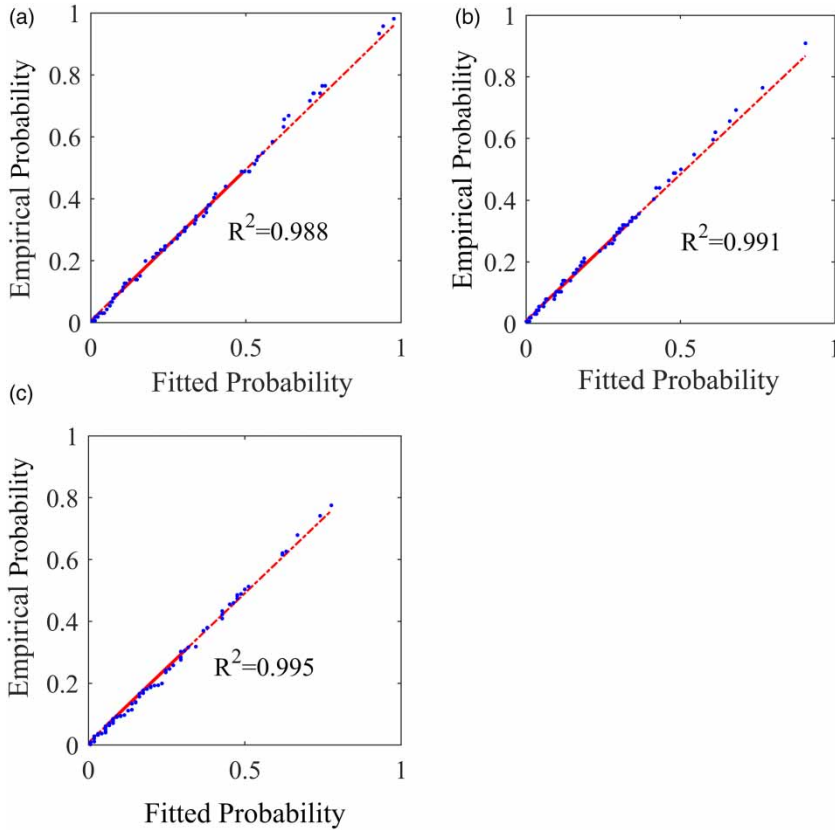 (a)
1
0.8
0.6
0.4
0.2
0
Empirical Probability
R²=0.988
0 0.5 1
Fitted Probability
(b)
1
0.8
0.6
0.4
0.2
0
Empirical Probability
R²=0.991
0 0.5 1
Fitted Probability
(c)
1
0.8
0.6
0.4
0.2
0
Empirical Probability
R²=0.995
0 0.5 1
Fitted Probability